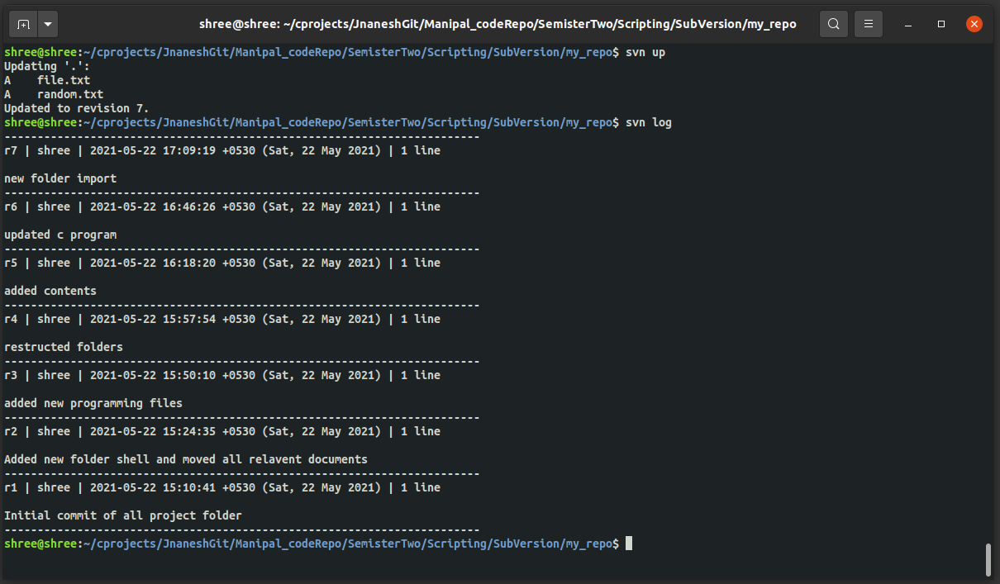 shree@shree: ~/cprojects/JnaneshGit/Manipal_codeRepo/SemisterTwo/Scripting/SubVersion/my_repo
shree@shree:~/cprojects/JnaneshGit/Manipal_codeRepo/SemisterTwo/Scripting/SubVersion/my_repo$ svn up
Updating '.':
A    file.txt
A    random.txt
Updated to revision 7.
shree@shree:~/cprojects/JnaneshGit/Manipal_codeRepo/SemisterTwo/Scripting/SubVersion/my_repo$ svn log
------------------------------------------------------------------------
r7 | shree | 2021-05-22 17:09:19 +0530 (Sat, 22 May 2021) | 1 line
new folder import
------------------------------------------------------------------------
r6 | shree | 2021-05-22 16:46:26 +0530 (Sat, 22 May 2021) | 1 line
updated c program
------------------------------------------------------------------------
r5 | shree | 2021-05-22 16:18:20 +0530 (Sat, 22 May 2021) | 1 line
added contents
------------------------------------------------------------------------
r4 | shree | 2021-05-22 15:57:54 +0530 (Sat, 22 May 2021) | 1 line
restructed folders
------------------------------------------------------------------------
r3 | shree | 2021-05-22 15:50:10 +0530 (Sat, 22 May 2021) | 1 line
added new programming files
------------------------------------------------------------------------
r2 | shree | 2021-05-22 15:24:35 +0530 (Sat, 22 May 2021) | 1 line
Added new folder shell and moved all relavent documents
------------------------------------------------------------------------
r1 | shree | 2021-05-22 15:10:41 +0530 (Sat, 22 May 2021) | 1 line
Initial commit of all project folder
------------------------------------------------------------------------
shree@shree:~/cprojects/JnaneshGit/Manipal_codeRepo/SemisterTwo/Scripting/SubVersion/my_repo$